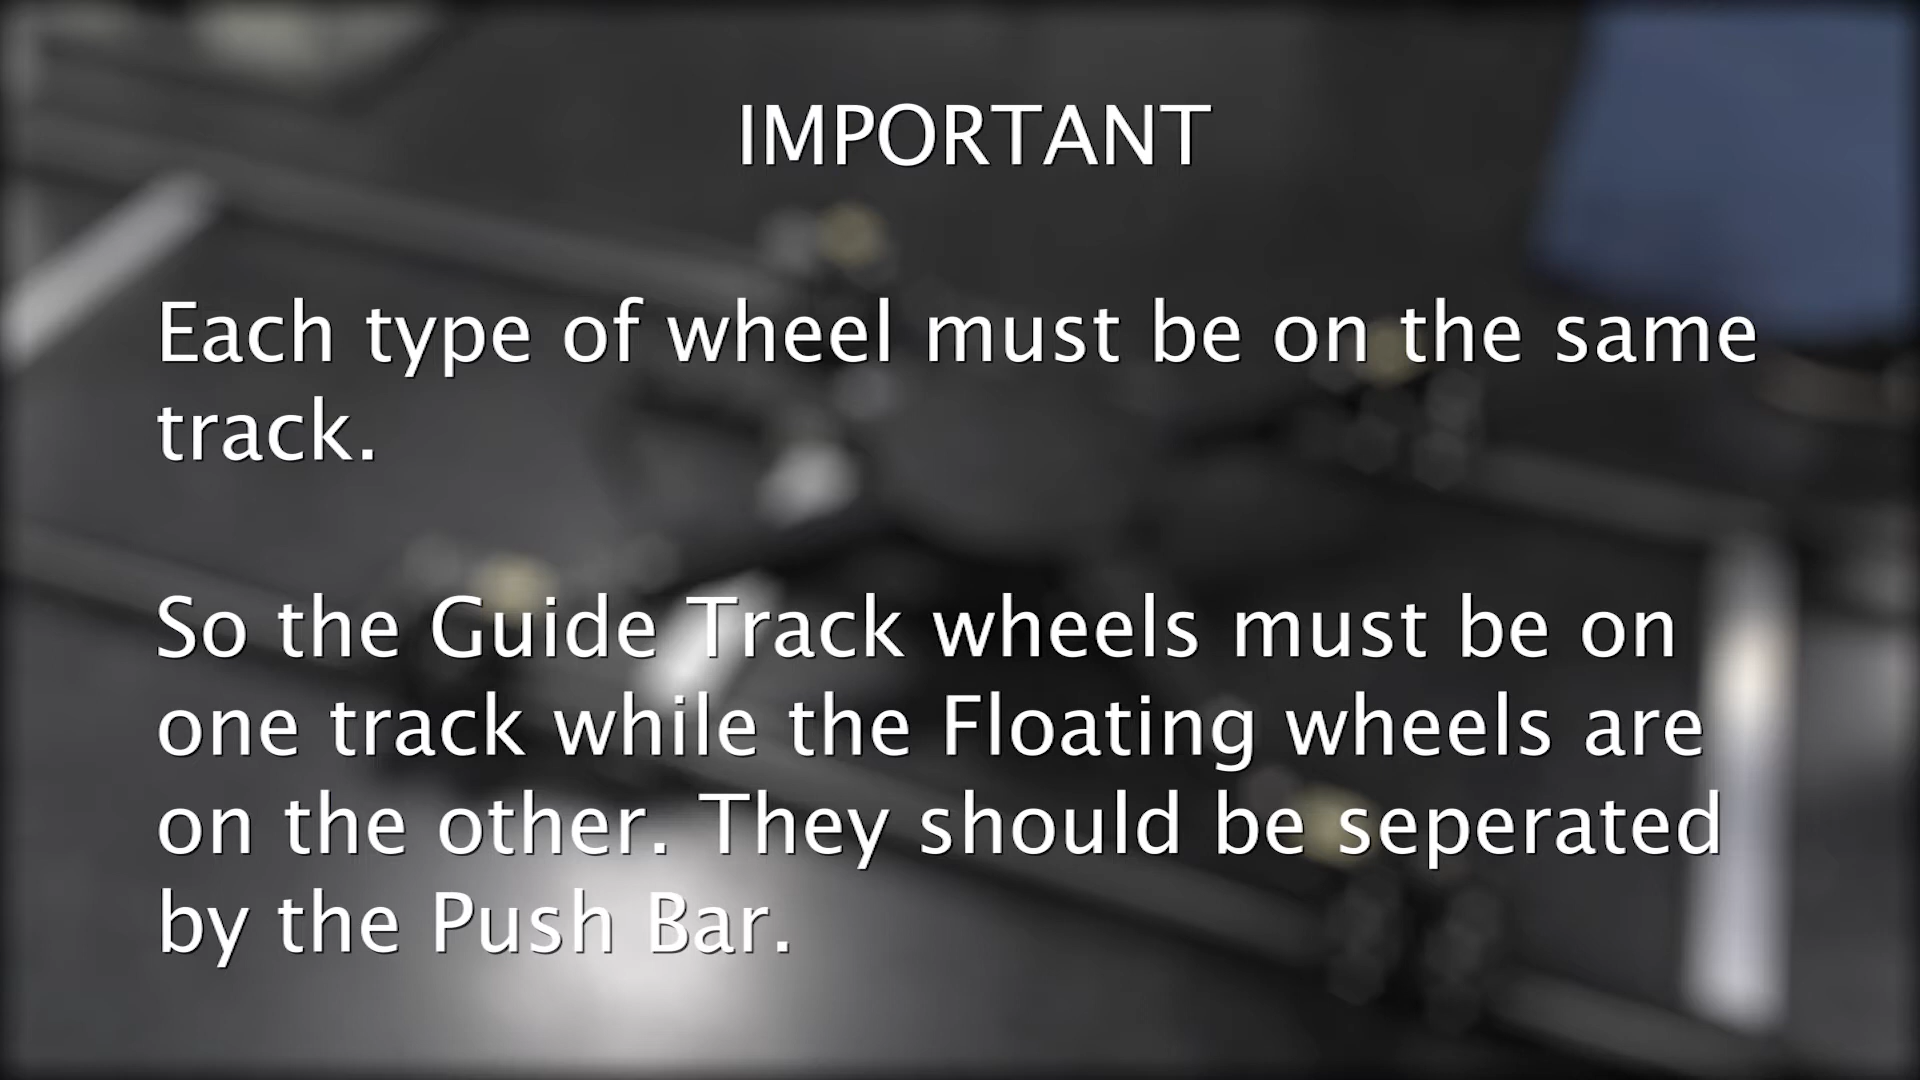 IMPORTANT
Each type of wheel must be on the same
track.
So the Guide Track wheels must be on
one track while the Floating wheels are
on the other. They should be seperated
by the Push Bar.